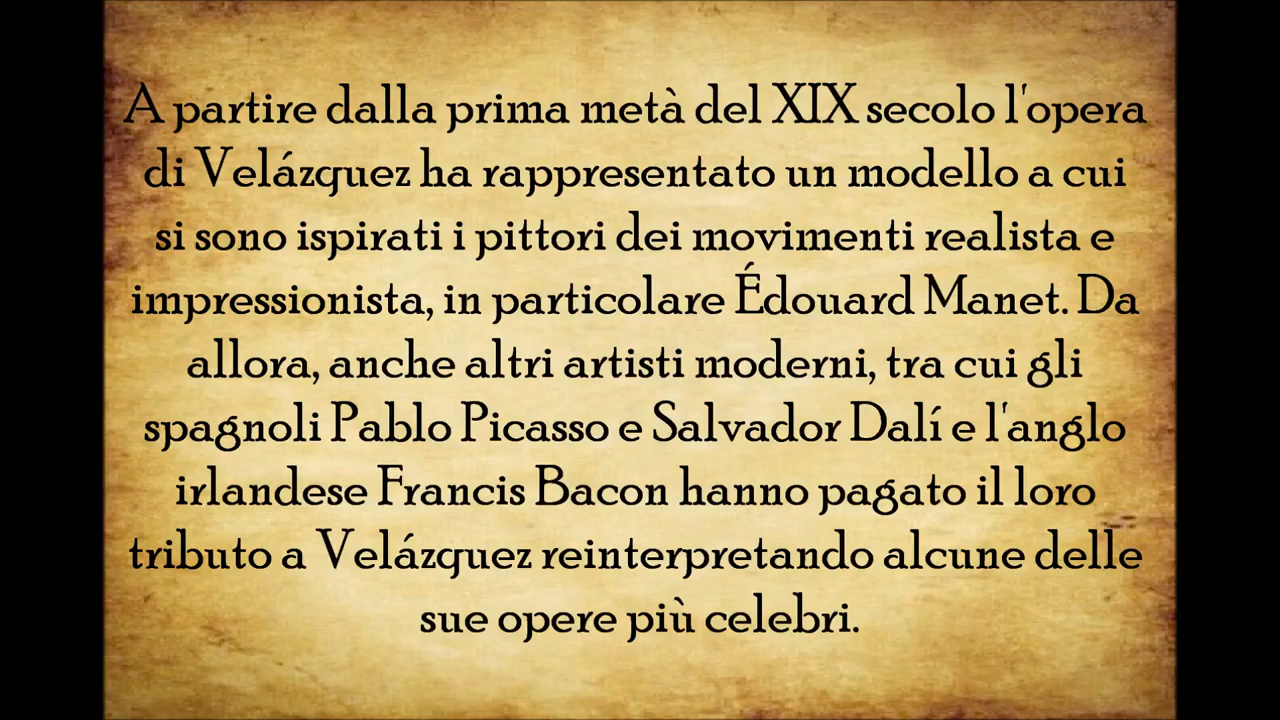 A partire dalla prima metà del XIX secolo l'opera
di Velázquez ha rappresentato un modello a cui
si sono ispirati i pittori dei movimenti realista e
impressionista, in particolare Édouard Manet. Da
allora, anche altri artisti moderni, tra cui gli
spagnoli Pablo Picasso e Salvador Dalí e l'anglo
irlandese Francis Bacon hanno pagato il loro
tributo a Velázquez reinterpretando alcune delle
sue opere più celebri.